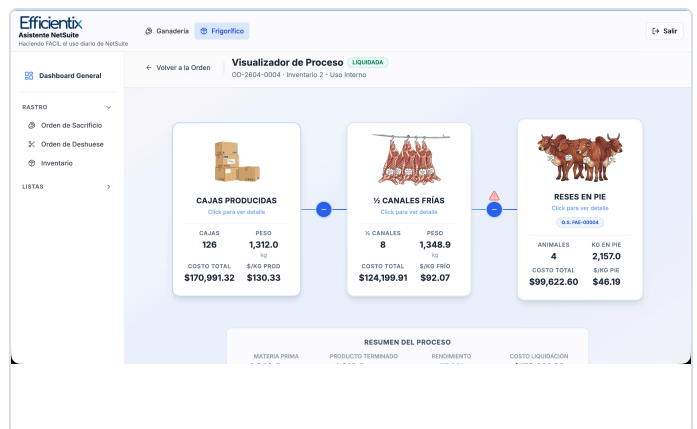 Efficientix
Asistente NetSuite
Haciendo FACIL el uso diario de NetSuite
Ganadería
Frigorífico
Salir
Dashboard General
RASTRO
Orden de Sacrificio
Orden de Deshuese
Inventario
LISTAS
← Volver a la Orden
Visualizador de Proceso LIQUIDADA
OD-2604-0004 · Inventario 2 - Uso Interno
CAJAS PRODUCIDAS
Click para ver detalle
CAJAS PESO
126 1,312.0
kg
COSTO TOTAL $/KG PROD
$170,991.32 $130.33
½ CANALES FRÍAS
Click para ver detalle
½ CANALES PESO
8 1,348.9
kg
COSTO TOTAL $/KG FRÍO
$124,199.91 $92.07
RESES EN PIE
Click para ver detalle
O.S. FAE-00004
ANIMALES KG EN PIE
4 2,157.0
COSTO TOTAL $/KG PIE
$99,622.60 $46.19
RESUMEN DEL PROCESO
MATERIA PRIMA PRODUCTO TERMINADO RENDIMIENTO COSTO LIQUIDACIÓN